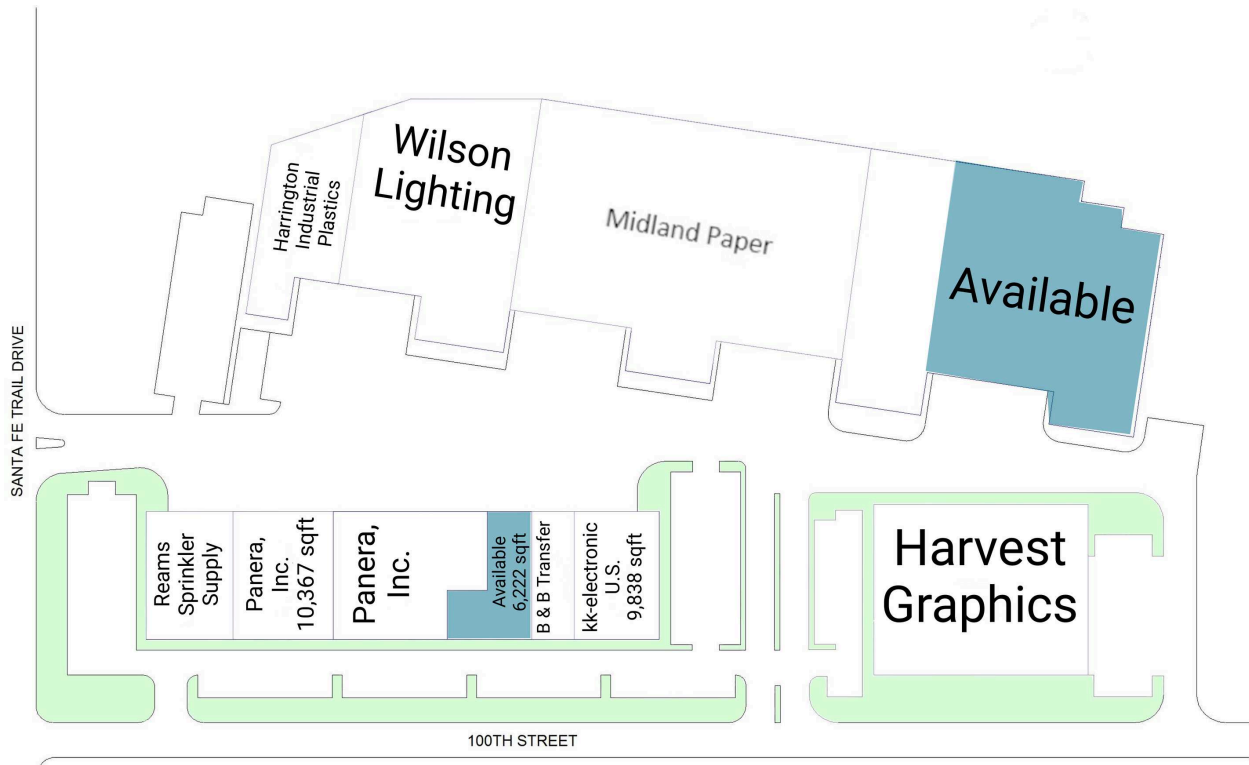 Wilson
Lighting
Harrington
Industrial
Plastics
Midland Paper
Available
SANTA FE TRAIL DRIVE
Reams
Sprinkler
Supply
Panera,
Inc.
10,367 sqft
Panera,
Inc.
Available
6,222 sqft
B & B Transfer
kk-electronic
U.S.
9,838 sqft
Harvest
Graphics
100TH STREET